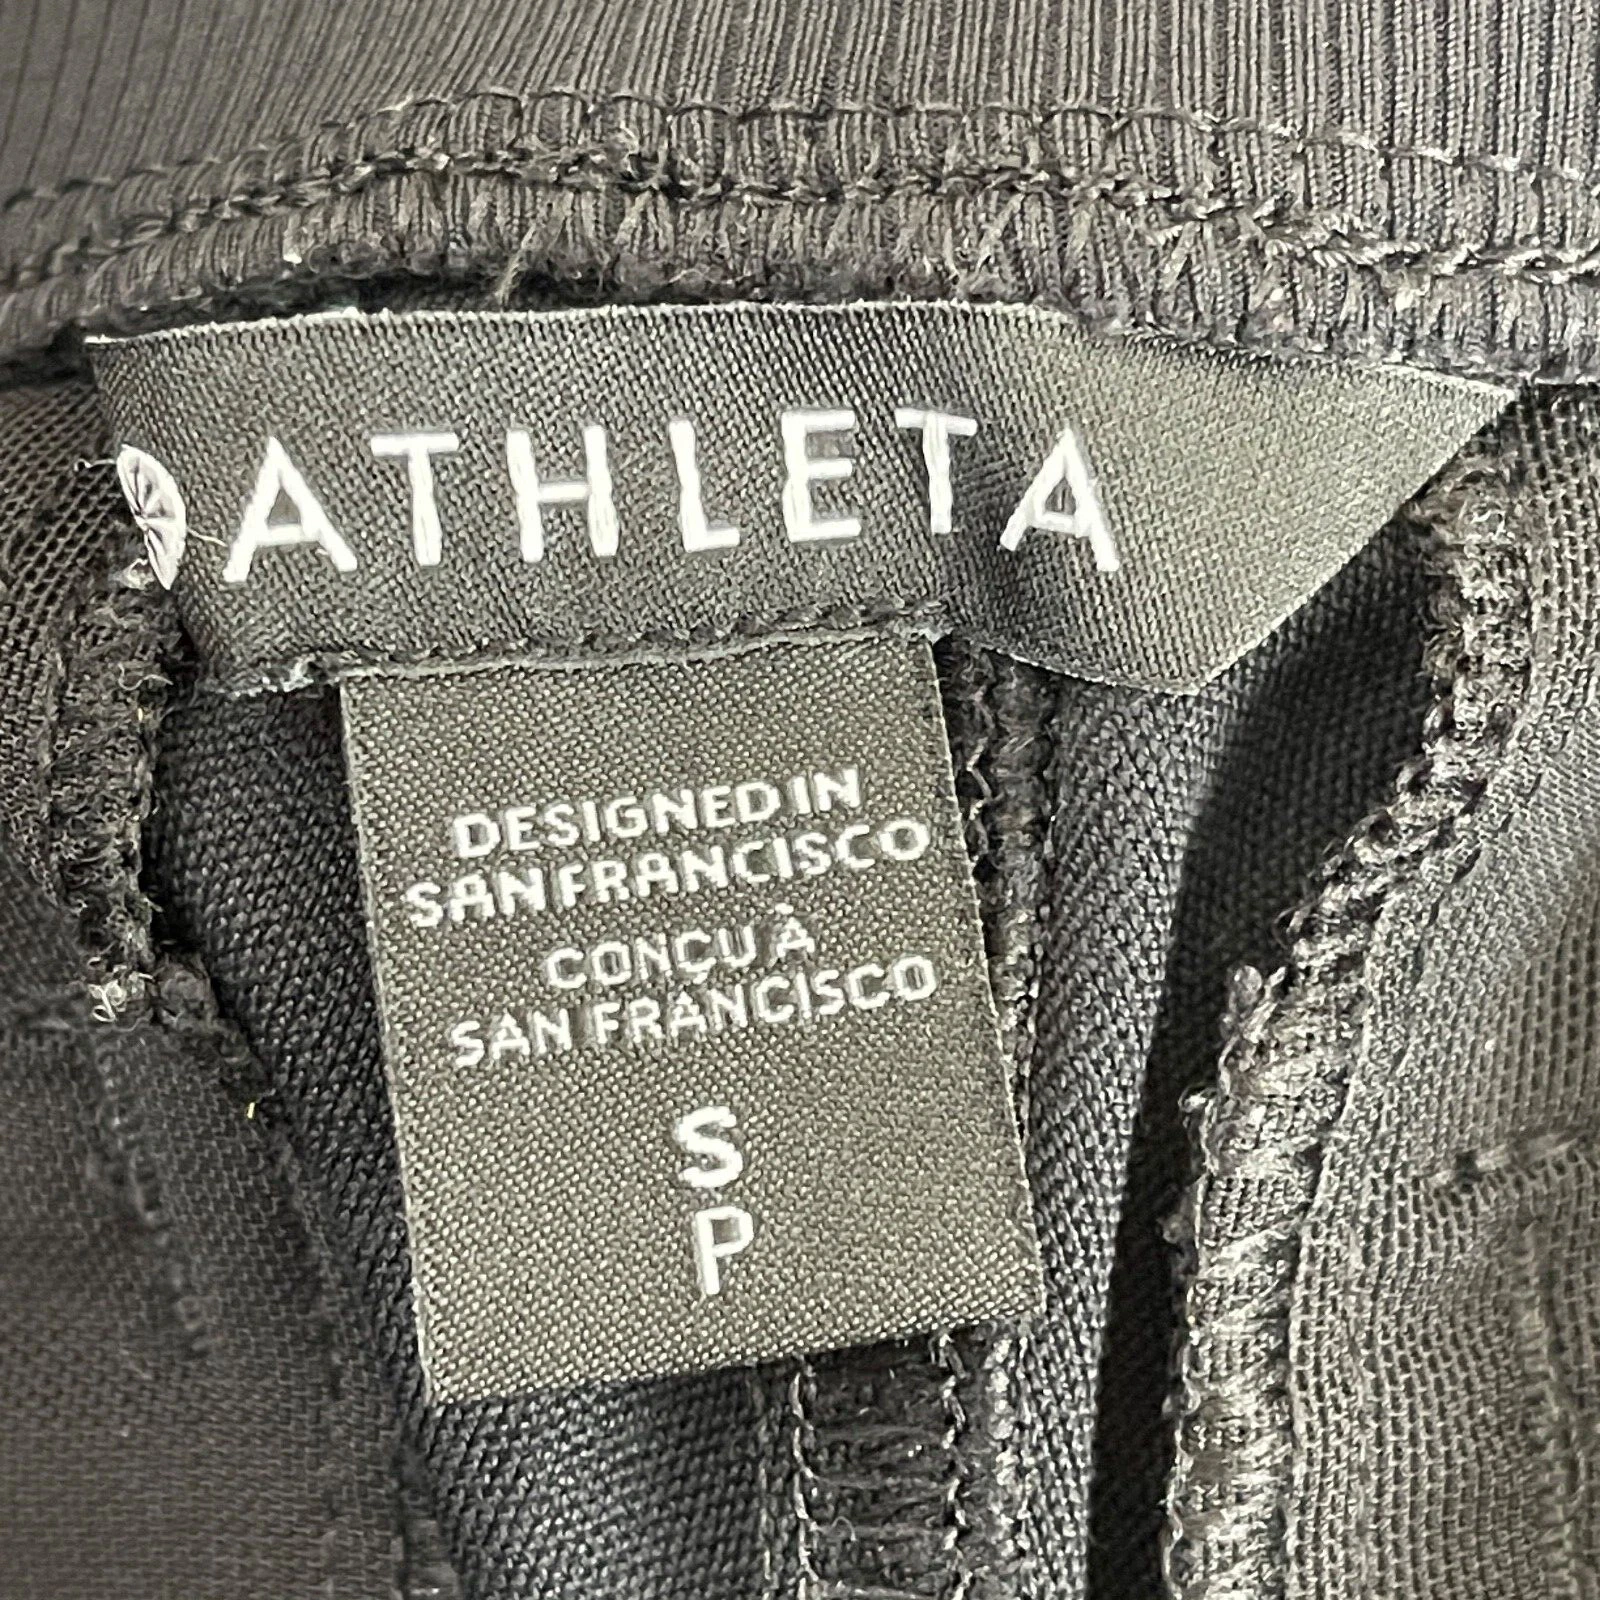 ATHLETA
DESIGNED IN
SAN FRANCISCO
CONÇU À
SAN FRANCISCO
S
P